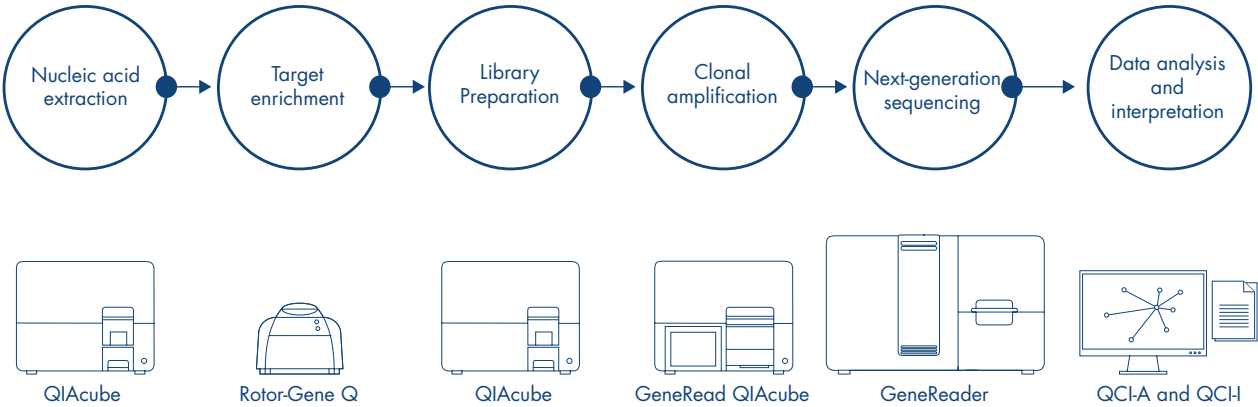 Nucleic acid
extraction
Target
enrichment
Library
Preparation
Clonal
amplification
Next-generation
sequencing
Data analysis
and
interpretation
QIAcube
Rotor-Gene Q
QIAcube
GeneRead QIAcube
GeneReader
QCI-A and QCI-I